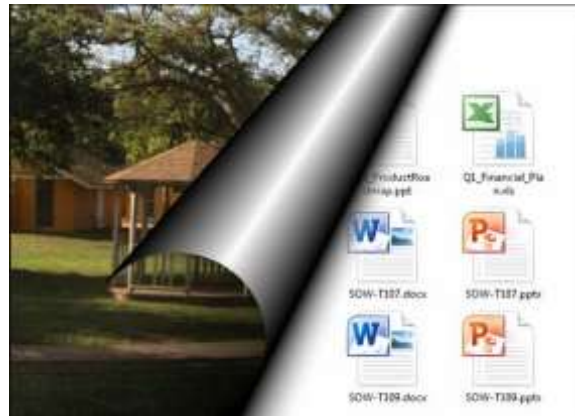 _ProductRoa
map.ppt
Q1_Financial_Pla
n.xls
W
P
SOW-T107.docx
SOW-T107.pptx
W
P
SOW-T109.docx
SOW-T109.pptx